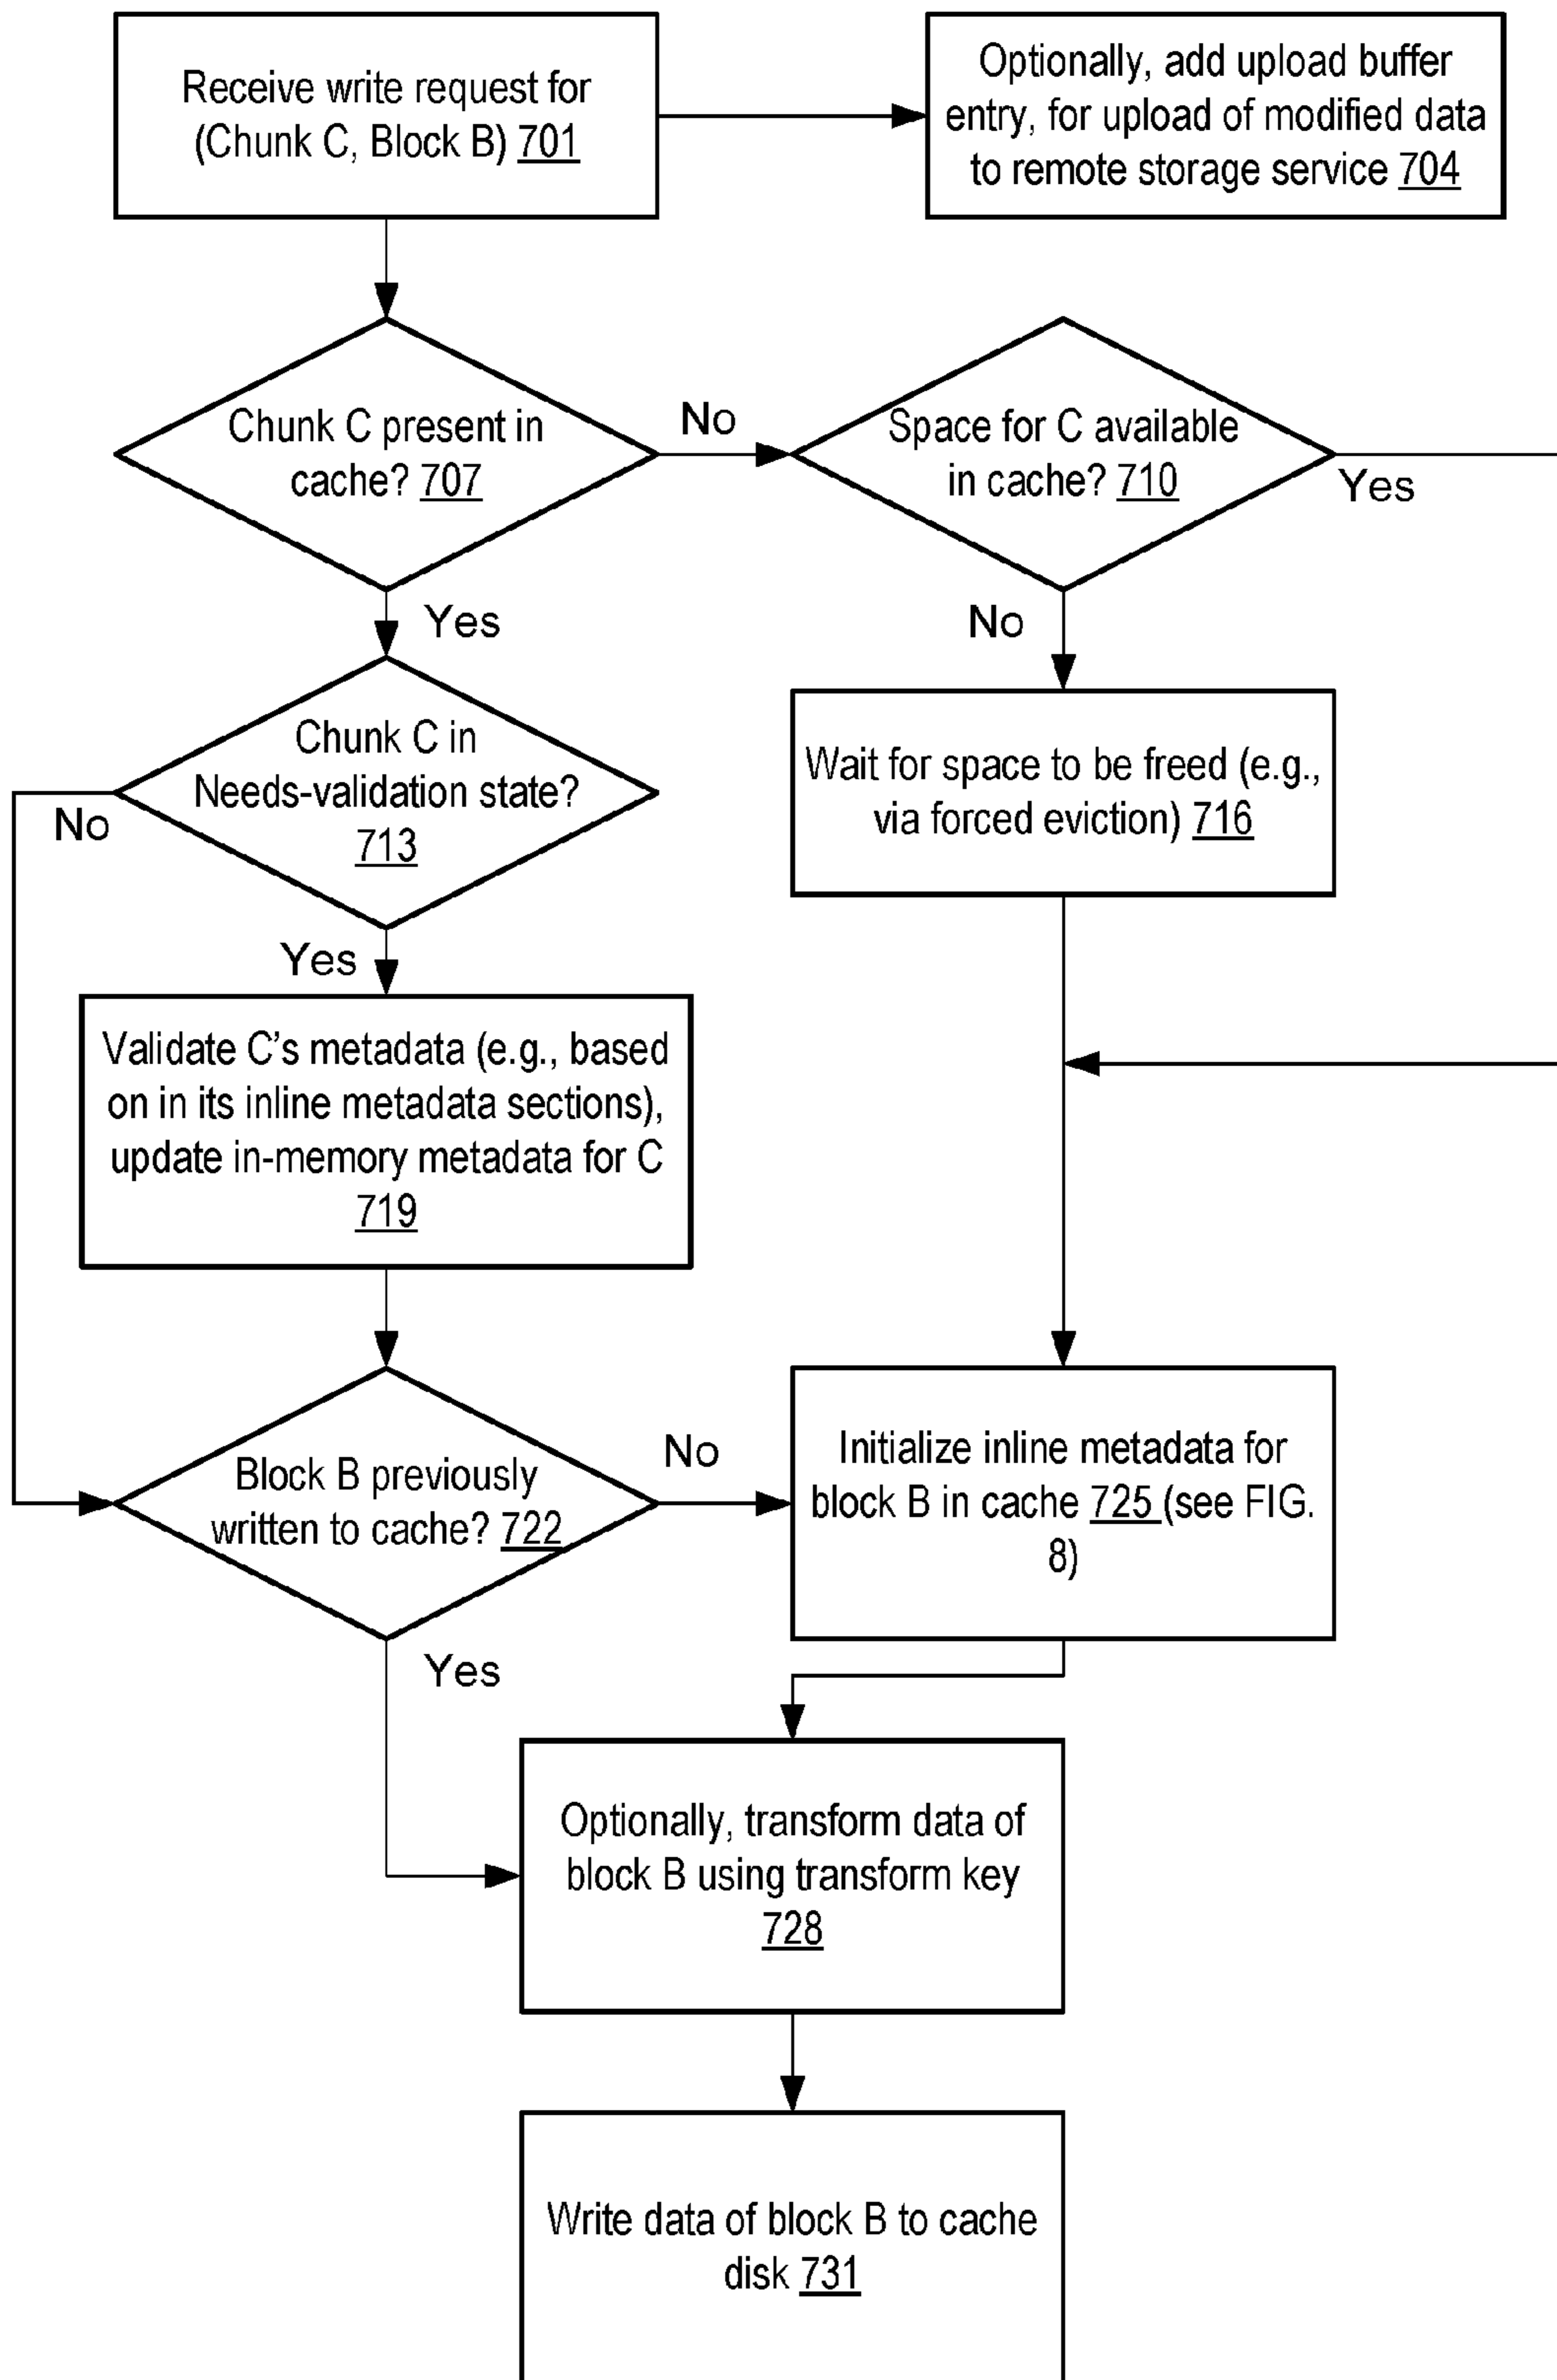 Receive write request for
(Chunk C, Block B) 701
Optionally, add upload buffer
entry, for upload of modified data
to remote storage service 704
Chunk C present in
cache? 707
No
Space for C available
in cache? 710
Yes
Yes
No
Chunk C in
Needs-validation state?
713
No
Wait for space to be freed (e.g.,
via forced eviction) 716
Yes
Validate C's metadata (e.g., based
on in its inline metadata sections),
update in-memory metadata for C
719
Block B previously
written to cache? 722
No
Initialize inline metadata for
block B in cache 725 (see FIG.
8)
Yes
Optionally, transform data of
block B using transform key
728
Write data of block B to cache
disk 731